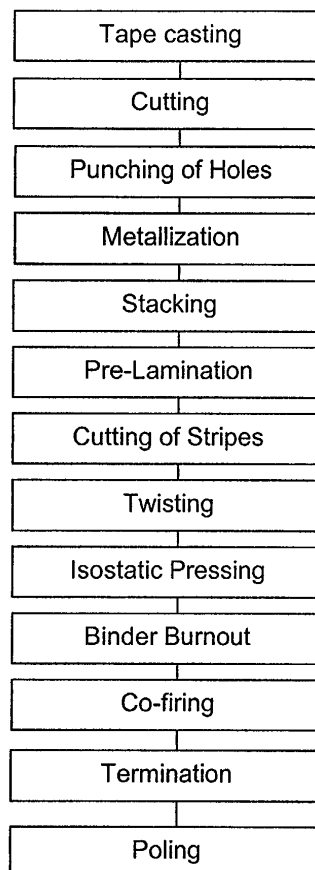 Tape casting
Cutting
Punching of Holes
Metallization
Stacking
Pre-Lamination
Cutting of Stripes
Twisting
Isostatic Pressing
Binder Burnout
Co-firing
Termination
Poling